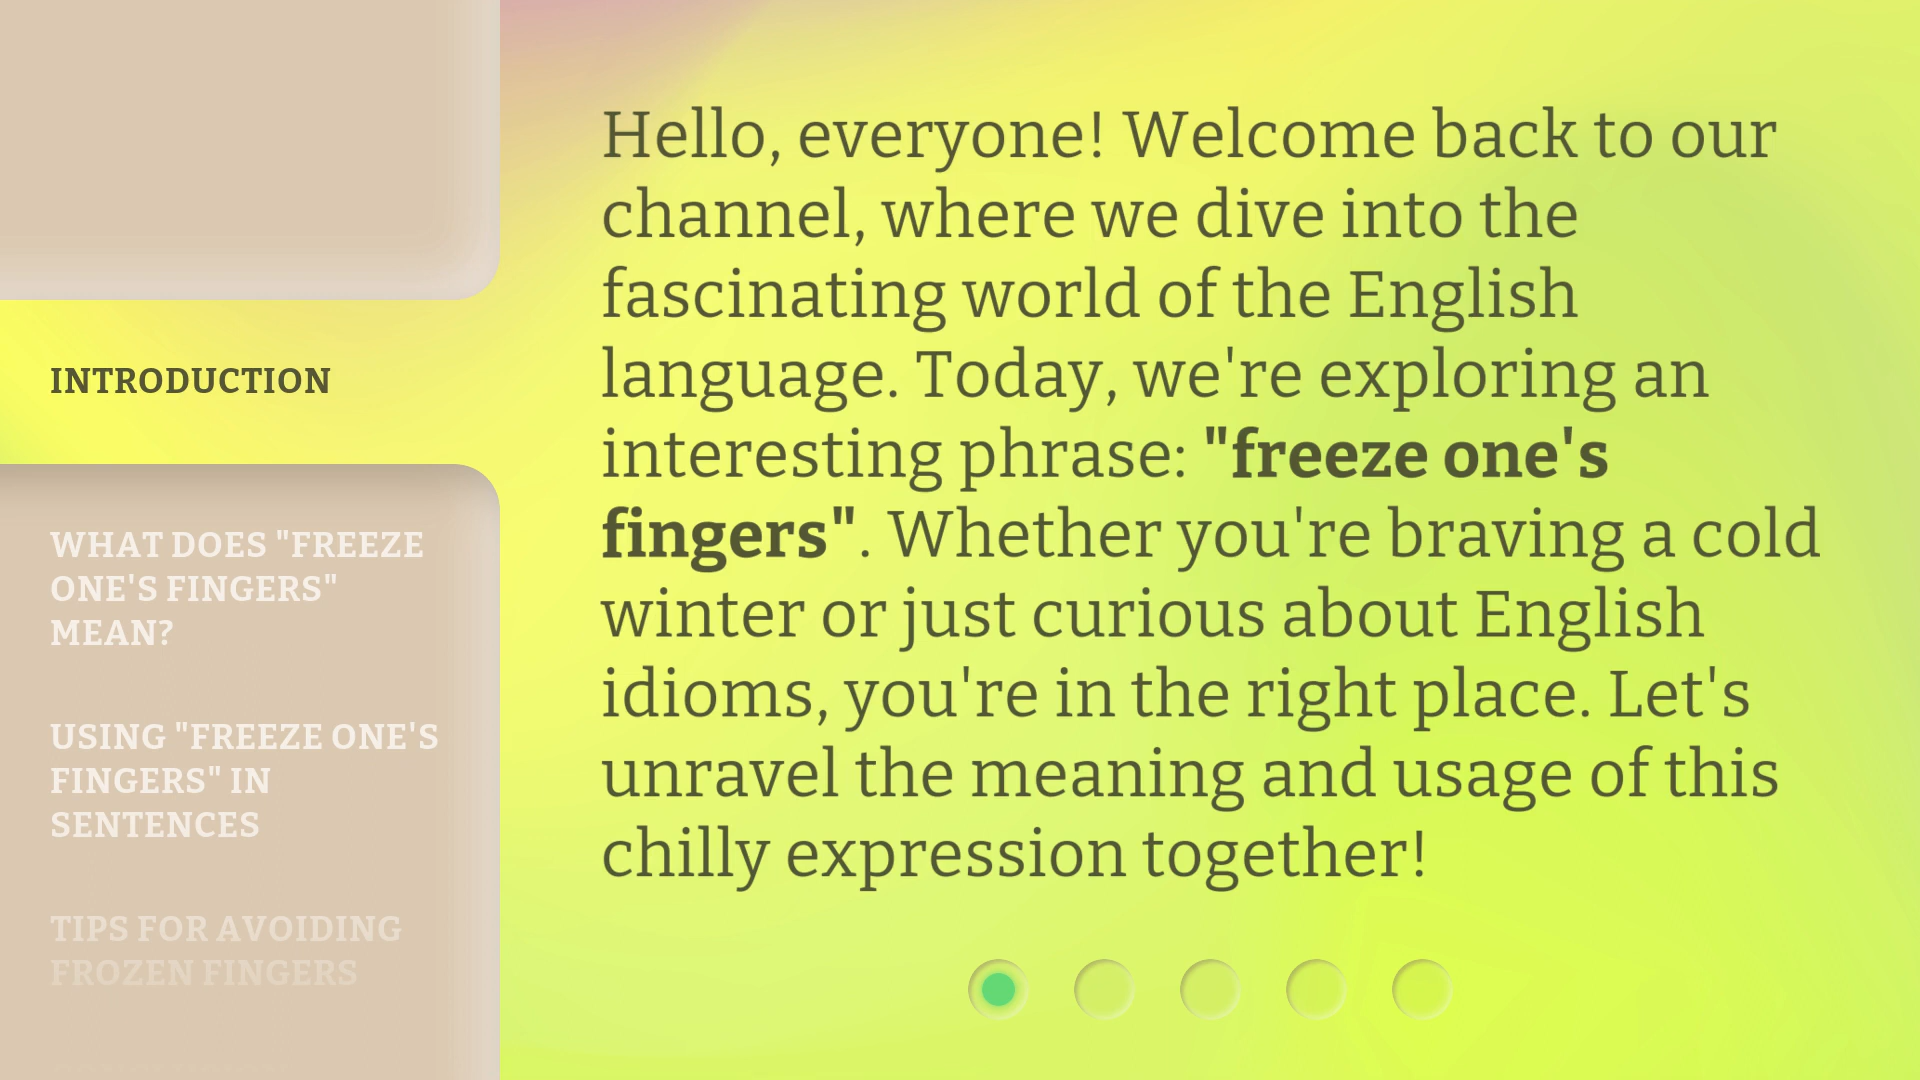 INTRODUCTION
WHAT DOES "FREEZE
ONE'S FINGERS"
MEAN?
USING "FREEZE ONE'S
FINGERS" IN
SENTENCES
TIPS FOR AVOIDING
FROZEN FINGERS
Hello, everyone! Welcome back to our
channel, where we dive into the
fascinating world of the English
language. Today, we're exploring an
interesting phrase: "freeze one's
fingers". Whether you're braving a cold
winter or just curious about English
idioms, you're in the right place. Let's
unravel the meaning and usage of this
chilly expression together!